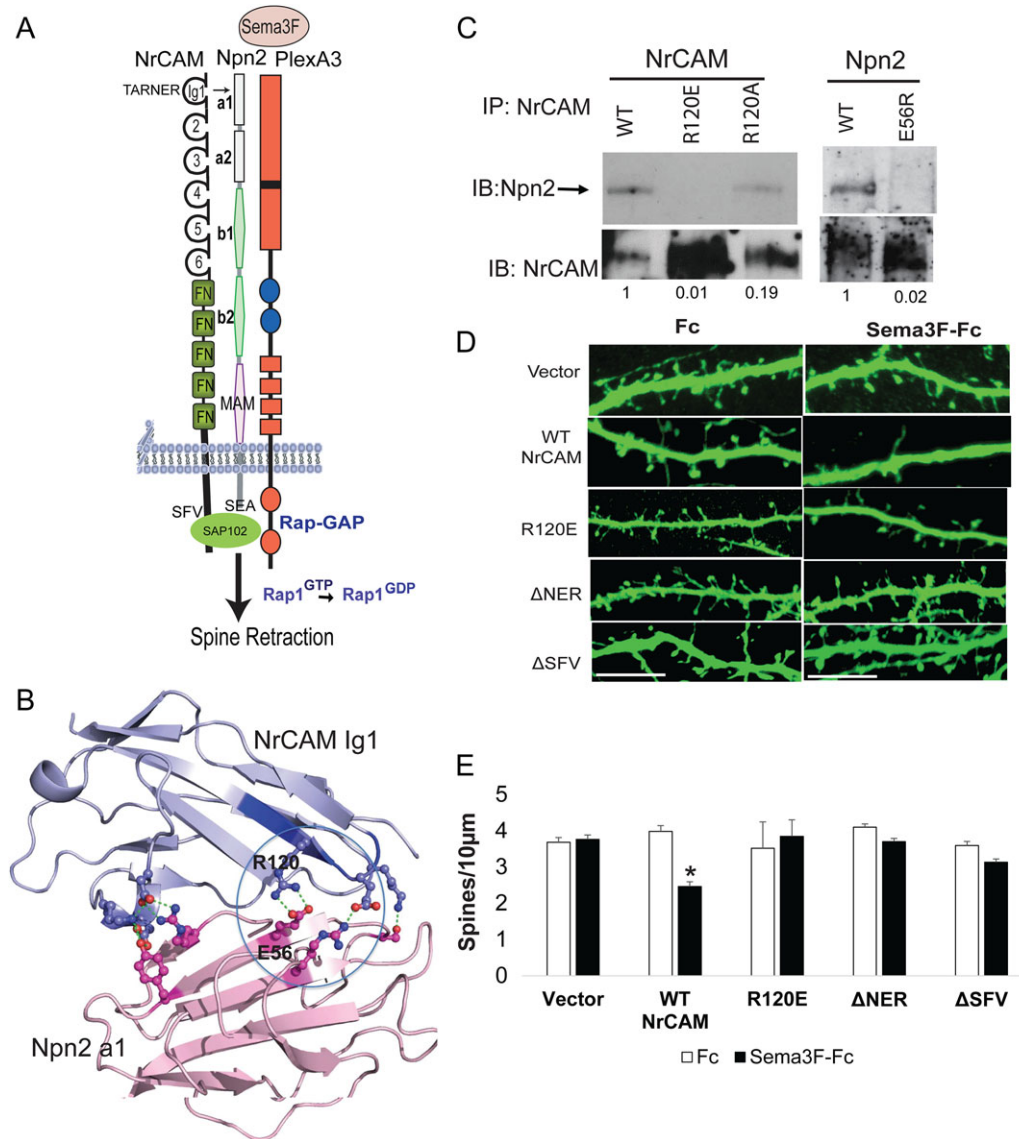 A
Sema3F
NrCAM Npn2 PlexA3
TARNER Ig1 a1
2
3 a2
4
5 b1
6
FN
FN b2
FN
FN
FN MAM
SFV SEA
SAP102 Rap-GAP
Rap1GTP → Rap1GDP
Spine Retraction
B
NrCAM Ig1
R120
E56
Npn2 a1
C
NrCAM Npn2
IP: NrCAM
WT R120E R120A WT E56R
IB:Npn2
IB: NrCAM
1 0.01 0.19 1 0.02
D
Fc Sema3F-Fc
Vector
WT
NrCAM
R120E
ΔNER
ΔSFV
E
Spines/10µm
5
4
3
2
1
0
*
Vector WT R120E ΔNER ΔSFV
NrCAM
Fc Sema3F-Fc